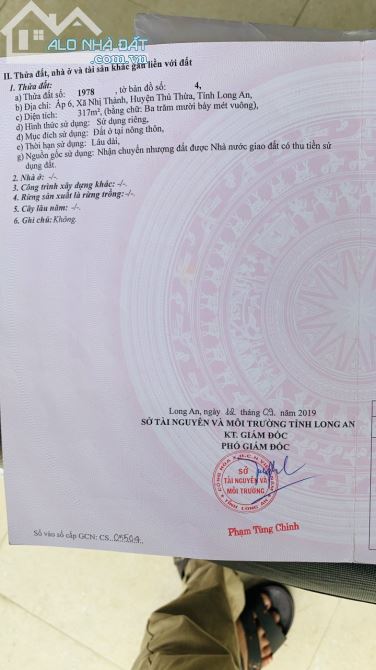 ALO NHÀ ĐẤT
II. Thửa đất, nhà ở và tài sản khác gắn liền với đất
1. Thửa đất:
a) Thửa đất số: 1978 , tờ bản đồ số: 4,
b) Địa chỉ: Ấp 6, Xã Nhị Thành, Huyện Thủ Thừa, Tỉnh Long An,
c) Diện tích: 317m², (bằng chữ: Ba trăm mười bảy mét vuông),
d) Hình thức sử dụng: Sử dụng riêng,
đ) Mục đích sử dụng: Đất ở tại nông thôn,
e) Thời hạn sử dụng: Lâu dài,
g) Nguồn gốc sử dụng: Nhận chuyển nhượng đất được Nhà nước giao đất có thu tiền sử
dụng đất.
2. Nhà ở: -/-
3. Công trình xây dựng khác: -/-
4. Rừng sản xuất là rừng trồng: -/-
5. Cây lâu năm: -/-
6. Ghi chú: Không.
Long An, ngày 12 tháng 09 năm 2019
SỞ TÀI NGUYÊN VÀ MÔI TRƯỜNG TỈNH LONG AN
KT. GIÁM ĐỐC
PHÓ GIÁM ĐỐC
SỞ
TÀI NGUYÊN VÀ
MÔI TRƯỜNG
TỈNH LONG AN
Phạm Tùng Chinh
Số vào sổ cấp GCN: CS 05504